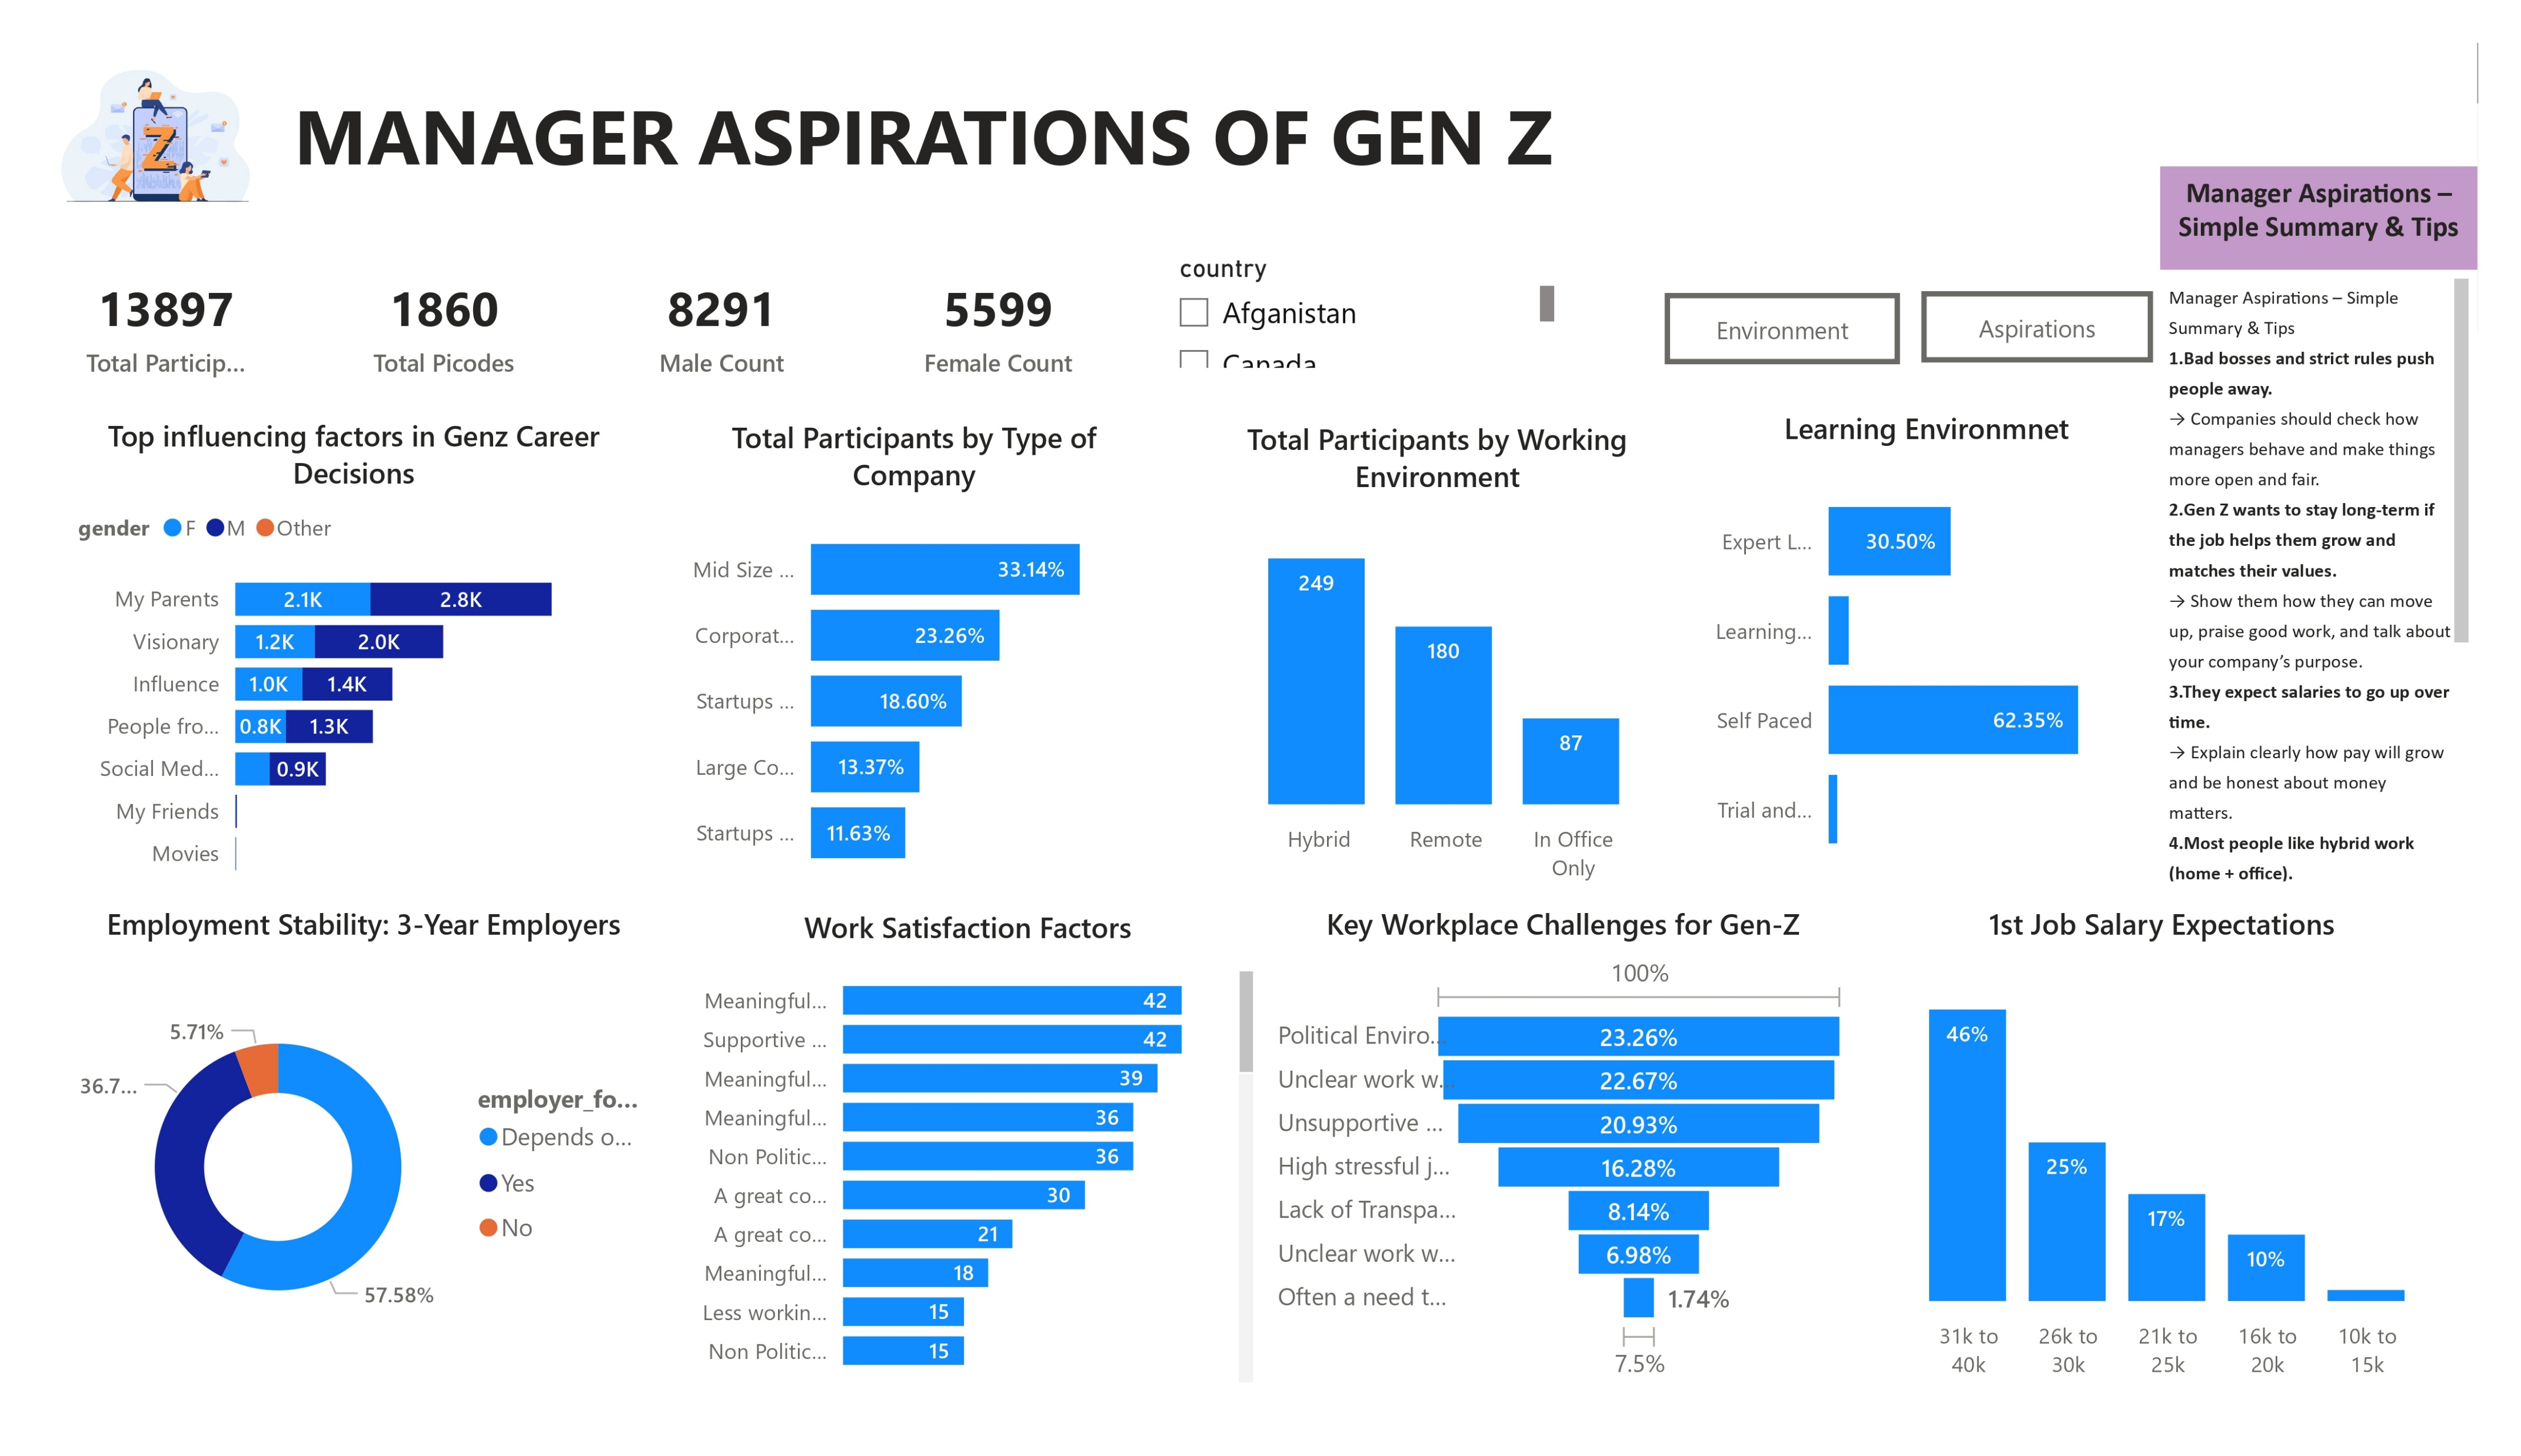 MANAGER ASPIRATIONS OF GEN Z
Z
Manager Aspirations –
Simple Summary & Tips
13897
Total Particip...
1860
Total Picodes
8291
Male Count
5599
Female Count
country
Afganistan
Canada
Environment
Aspirations
Manager Aspirations – Simple
Summary & Tips
1.Bad bosses and strict rules push
people away.
→ Companies should check how
managers behave and make things
more open and fair.
2.Gen Z wants to stay long-term if
the job helps them grow and
matches their values.
→ Show them how they can move
up, praise good work, and talk about
your company's purpose.
3.They expect salaries to go up over
time.
→ Explain clearly how pay will grow
and be honest about money
matters.
4.Most people like hybrid work
(home + office).
Top influencing factors in Genz Career
Decisions
gender F M Other
My Parents 2.1K 2.8K
Visionary 1.2K 2.0K
Influence 1.0K 1.4K
People fro... 0.8K 1.3K
Social Med... 0.9K
My Friends
Movies
Total Participants by Type of
Company
Mid Size ... 33.14%
Corporat... 23.26%
Startups ... 18.60%
Large Co... 13.37%
Startups ... 11.63%
Total Participants by Working
Environment
249
180
87
Hybrid Remote In Office
Only
Learning Environmnet
Expert L... 30.50%
Learning...
Self Paced 62.35%
Trial and...
Employment Stability: 3-Year Employers
5.71%
36.7...
57.58%
employer_fo...
Depends o...
Yes
No
Work Satisfaction Factors
Meaningful... 42
Supportive ... 42
Meaningful... 39
Meaningful... 36
Non Politic... 36
A great co... 30
A great co... 21
Meaningful... 18
Less workin... 15
Non Politic... 15
Key Workplace Challenges for Gen-Z
100%
Political Enviro... 23.26%
Unclear work w... 22.67%
Unsupportive ... 20.93%
High stressful j... 16.28%
Lack of Transpa... 8.14%
Unclear work w... 6.98%
Often a need t... 1.74%
7.5%
1st Job Salary Expectations
46%
25%
17%
10%
31k to 26k to 21k to 16k to 10k to
40k 30k 25k 20k 15k